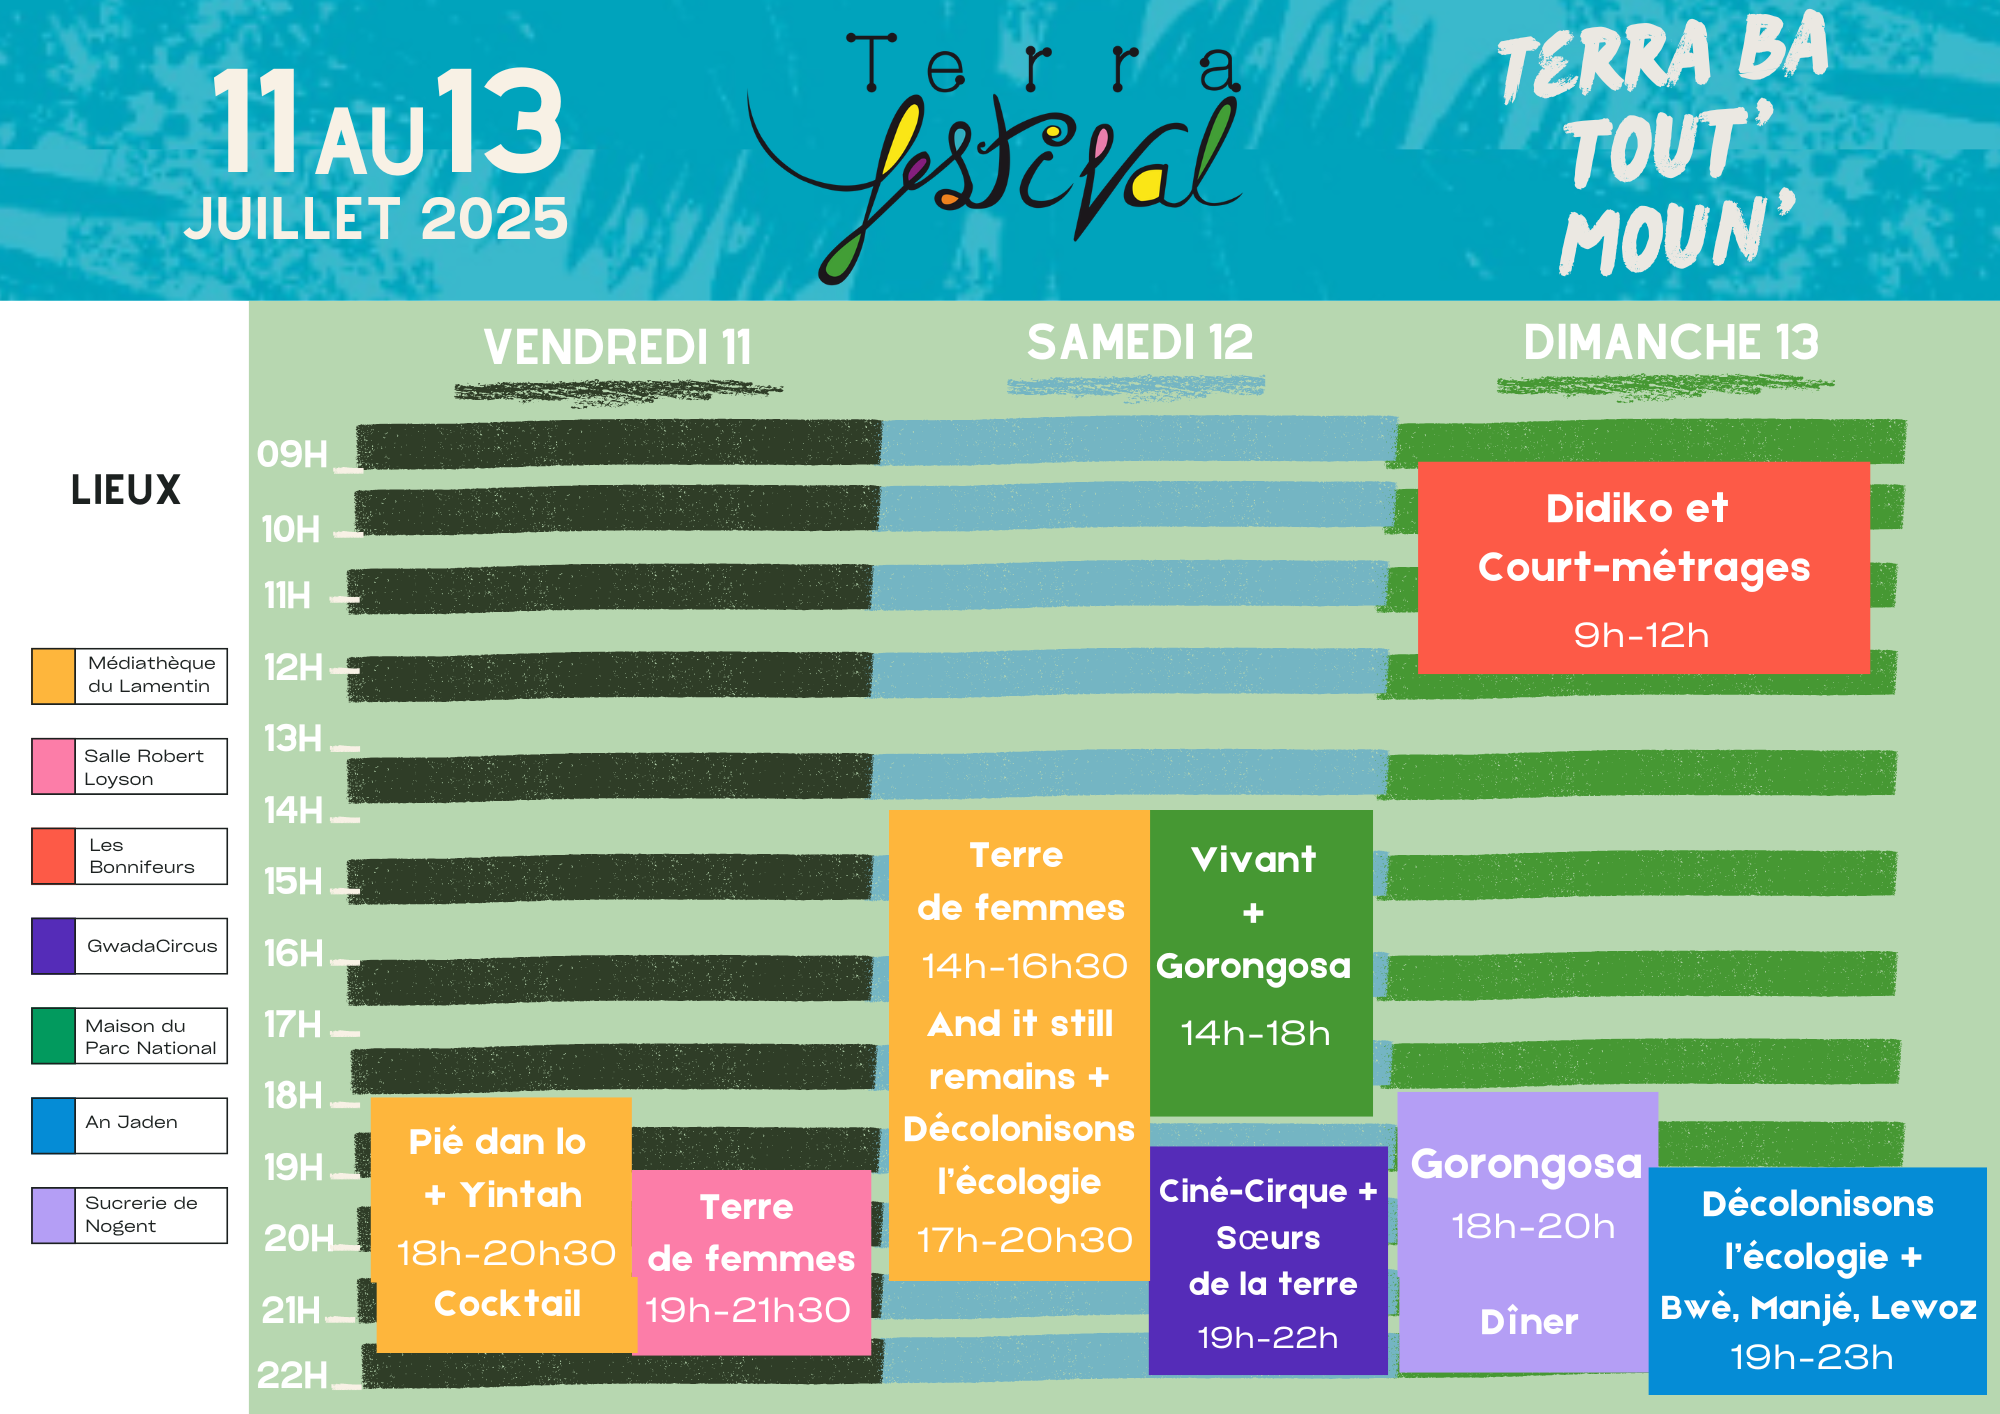 11 AU 13
JUILLET 2025
Terra
festival
TERRA BA
TOUT'
MOUN'
LIEUX
Médiathèque
du Lamentin
Salle Robert
Loyson
Les
Bonnifeurs
GwadaCircus
Maison du
Parc National
An Jaden
Sucrerie de
Nogent
VENDREDI 11
SAMEDI 12
DIMANCHE 13
09H
10H
11H
12H
13H
14H
15H
16H
17H
18H
19H
20H
21H
22H
Pié dan lo
+ Yintah
18h-20h30
Cocktail
Terre
de femmes
19h-21h30
Terre
de femmes
14h-16h30
And it still
remains +
Décolonisons
l'écologie
17h-20h30
Vivant
+
Gorongosa
14h-18h
Ciné-Cirque +
Sœurs
de la terre
19h-22h
Didiko et
Court-métrages
9h-12h
Gorongosa
18h-20h
Dîner
Décolonisons
l'écologie +
Bwè, Manjé, Lewoz
19h-23h